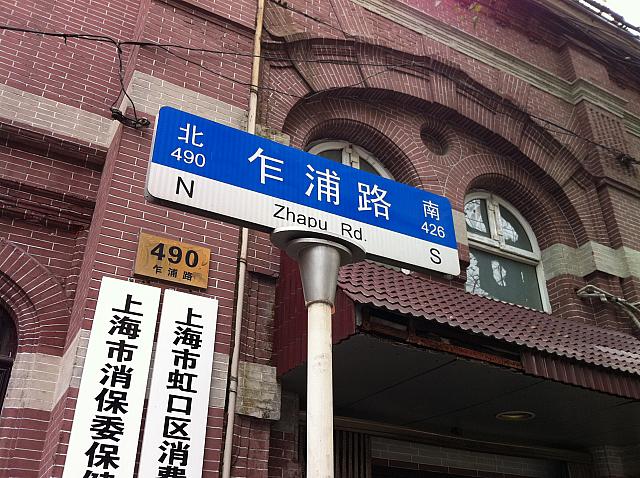 北 乍浦路 南
490 426
N Zhapu Rd. S
490
乍浦路
上海市消保委保健
上海市虹口区消费